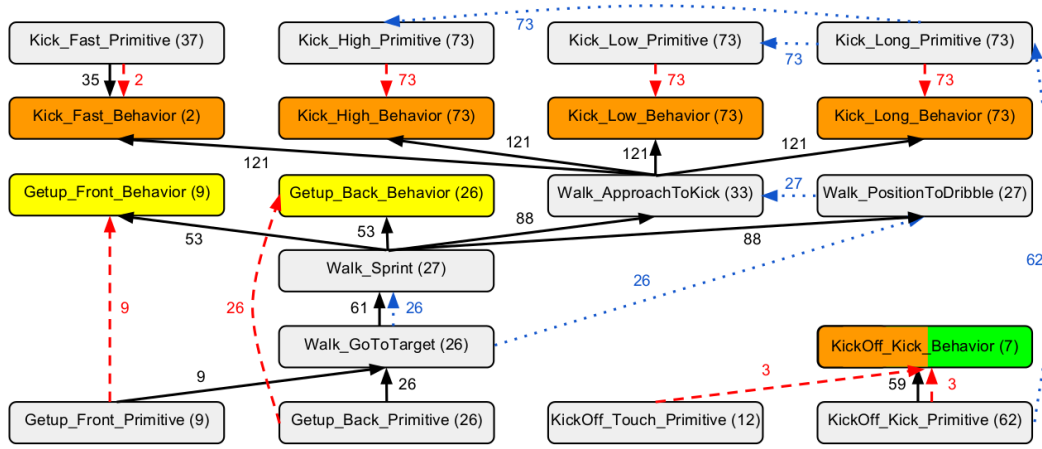 73
Kick_Fast_Primitive (37)
Kick_High_Primitive (73)
Kick_Low_Primitive (73)
Kick_Long_Primitive (73)
73
35
2
73
73
73
Kick_Fast_Behavior (2)
Kick_High_Behavior (73)
Kick_Low_Behavior (73)
Kick_Long_Behavior (73)
121
121
121
121
Getup_Front_Behavior (9)
Getup_Back_Behavior (26)
Walk_ApproachToKick (33)
27
Walk_PositionToDribble (27)
53
53
88
88
Walk_Sprint (27)
62
26
9
26
61
26
Walk_GoToTarget (26)
KickOff_Kick_Behavior (7)
9
26
3
59
3
Getup_Front_Primitive (9)
Getup_Back_Primitive (26)
KickOff_Touch_Primitive (12)
KickOff_Kick_Primitive (62)